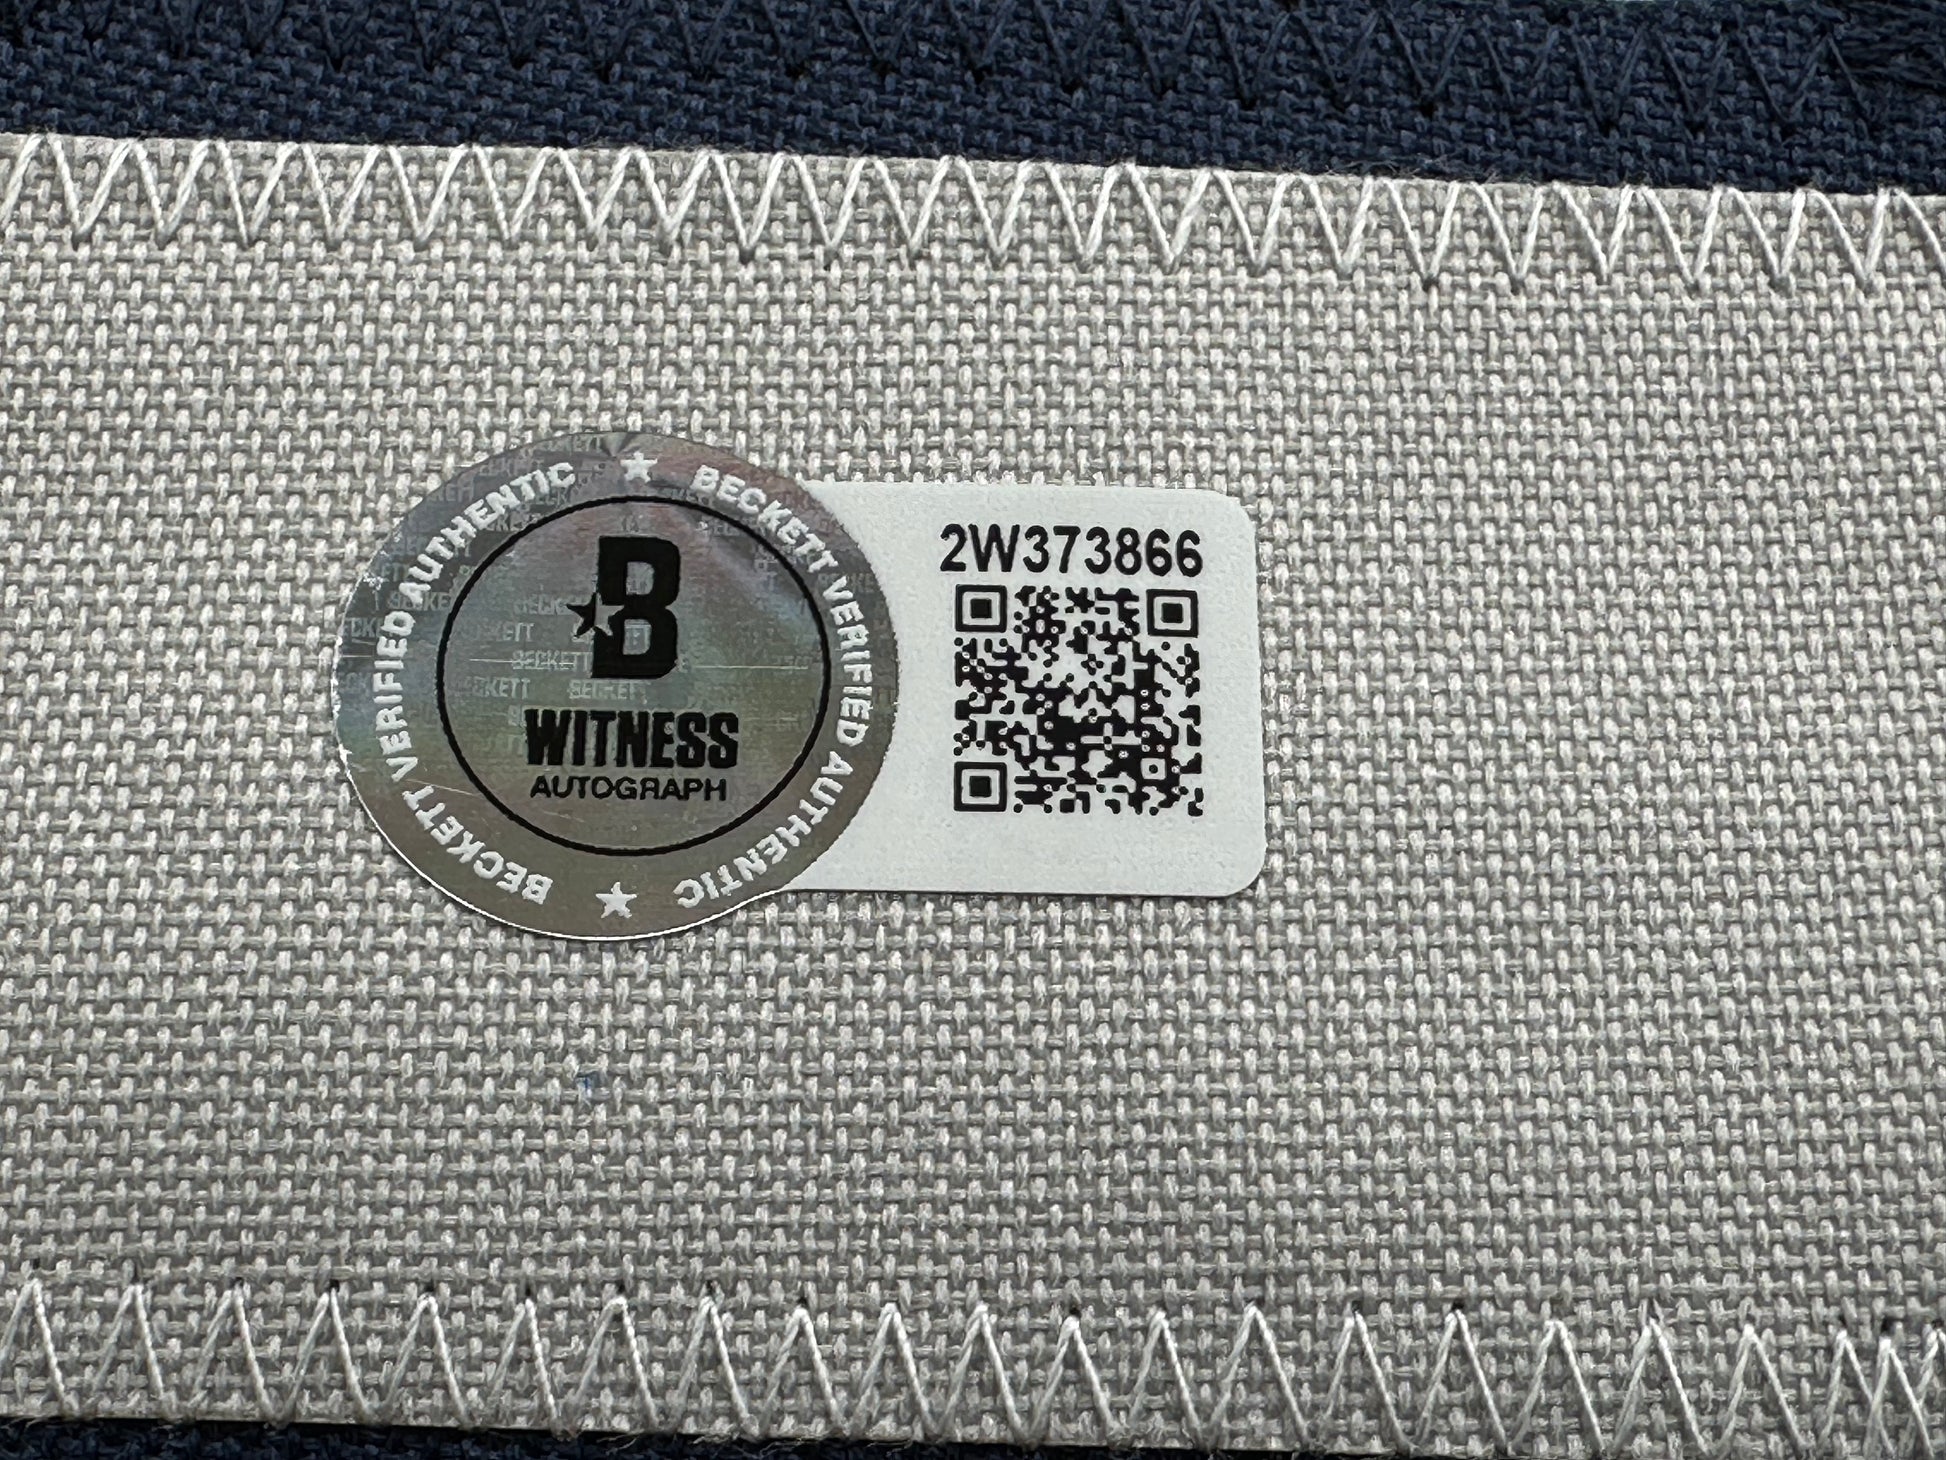 BECKETT VERIFIED AUTHENTIC ★ BECKETT VERIFIED AUTHENTIC ★
B
WITNESS
AUTOGRAPH
2W373866